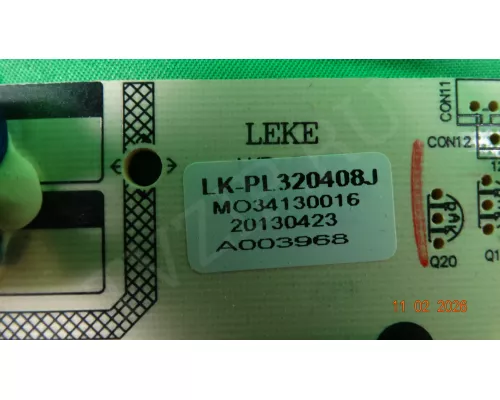 LEKE
LK-PL320408J
MO34130016
20130423
A003968
CON11
CON12
Q20
11 02 2026